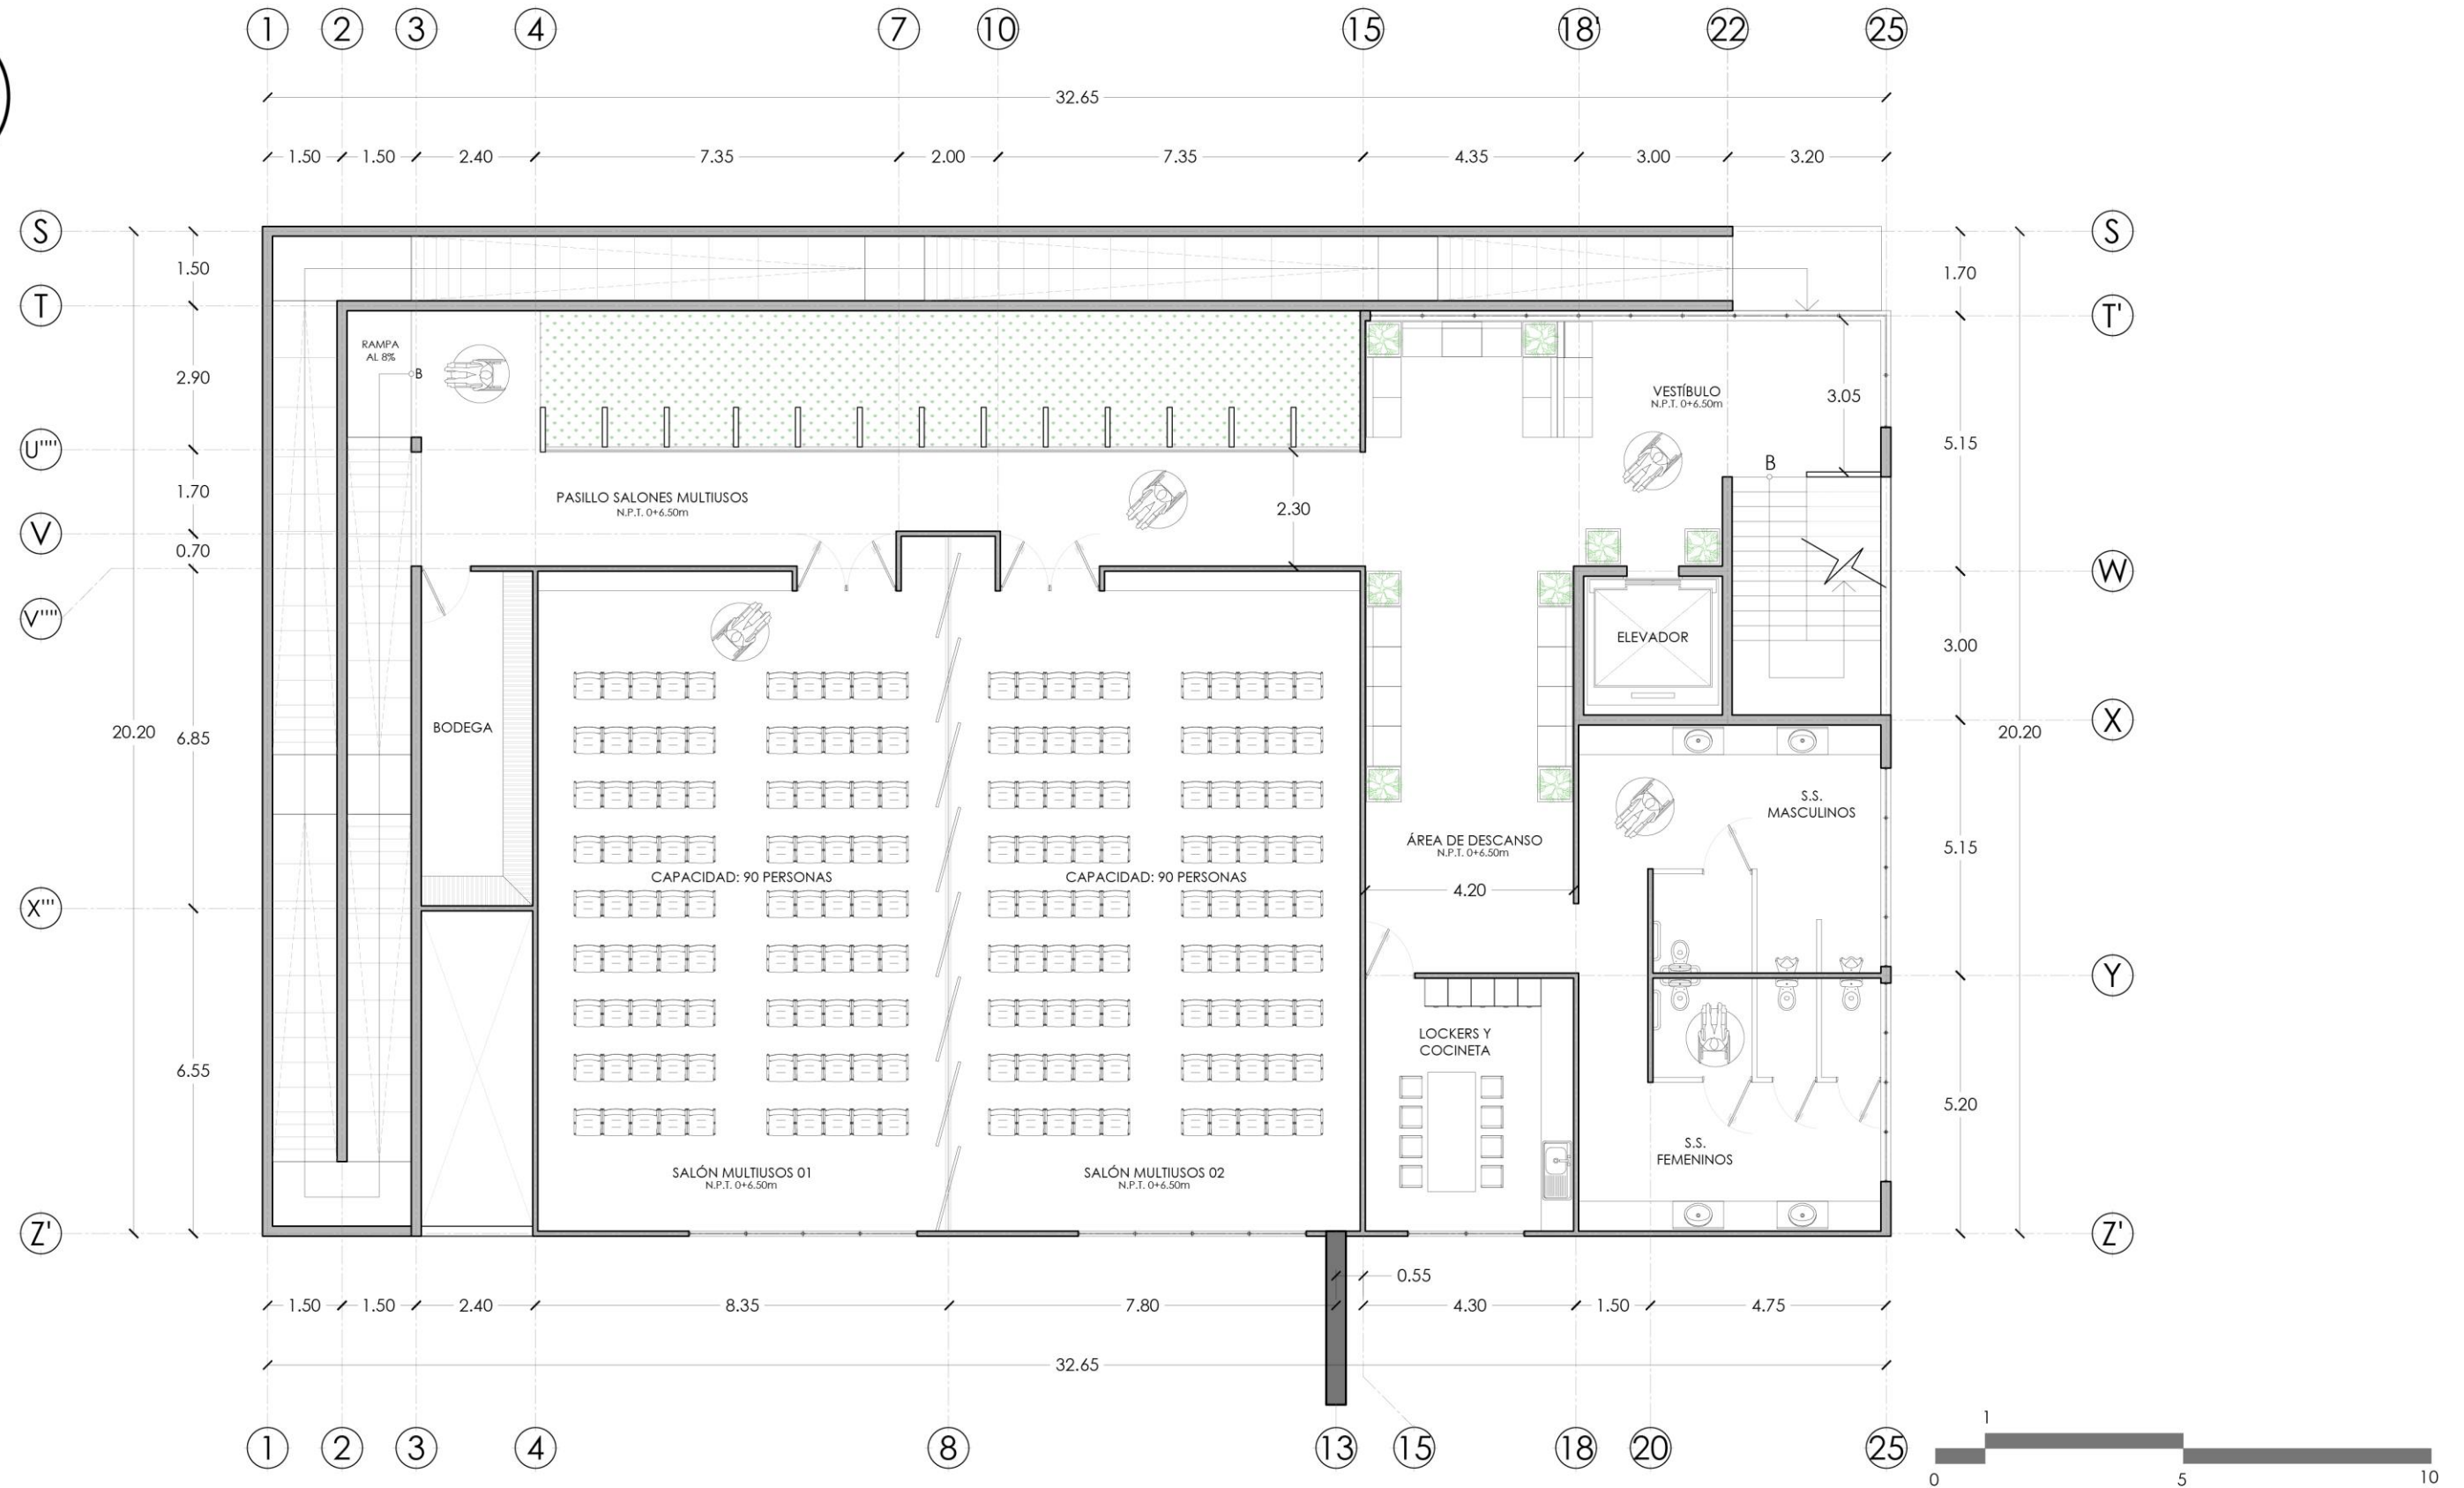 1 2 3 4 7 10 15 18' 22 25
32.65
1.50 1.50 2.40 7.35 2.00 7.35 4.35 3.00 3.20
S S
1.50 1.70
T T'
RAMPA
AL 8%
B
2.90
VESTÍBULO
N.P.T. 0+6.50m
3.05
U''''
5.15
B
1.70
PASILLO SALONES MULTIUSOS
N.P.T. 0+6.50m
2.30
V
0.70
W
V''''
ELEVADOR
3.00
20.20 6.85
BODEGA
X
20.20
S.S.
MASCULINOS
ÁREA DE DESCANSO
N.P.T. 0+6.50m
5.15
CAPACIDAD: 90 PERSONAS CAPACIDAD: 90 PERSONAS
4.20
X'''
Y
LOCKERS Y
COCINETA
6.55
5.20
S.S.
FEMENINOS
SALÓN MULTIUSOS 01 SALÓN MULTIUSOS 02
N.P.T. 0+6.50m N.P.T. 0+6.50m
Z' Z'
0.55
1.50 1.50 2.40 8.35 7.80 4.30 1.50 4.75
32.65
1 2 3 4 8 13 15 18 20 25
1
0 5 10